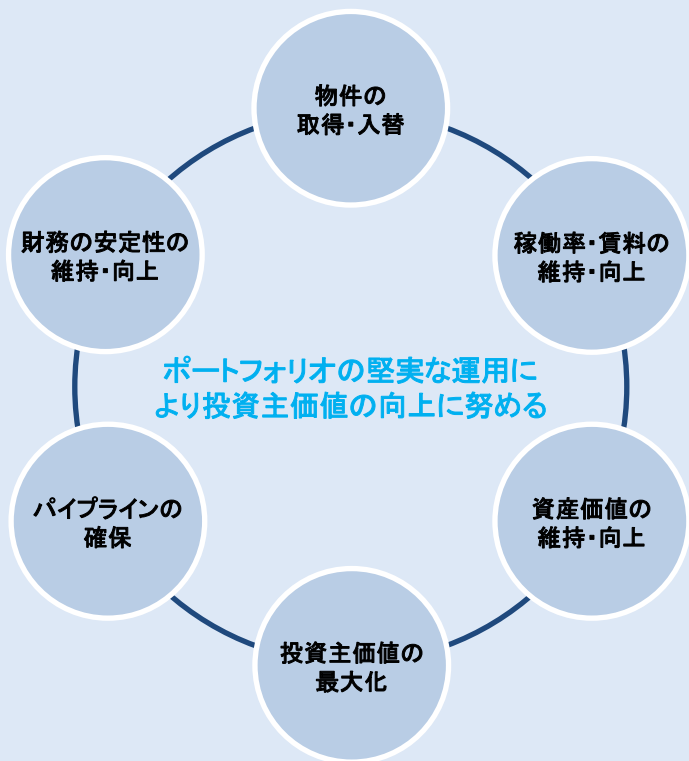 物件の
取得・入替
財務の安定性の
維持・向上
稼働率・賃料の
維持・向上
ポートフォリオの堅実な運用に
より投資主価値の向上に努める
パイプラインの
確保
資産価値の
維持・向上
投資主価値の
最大化